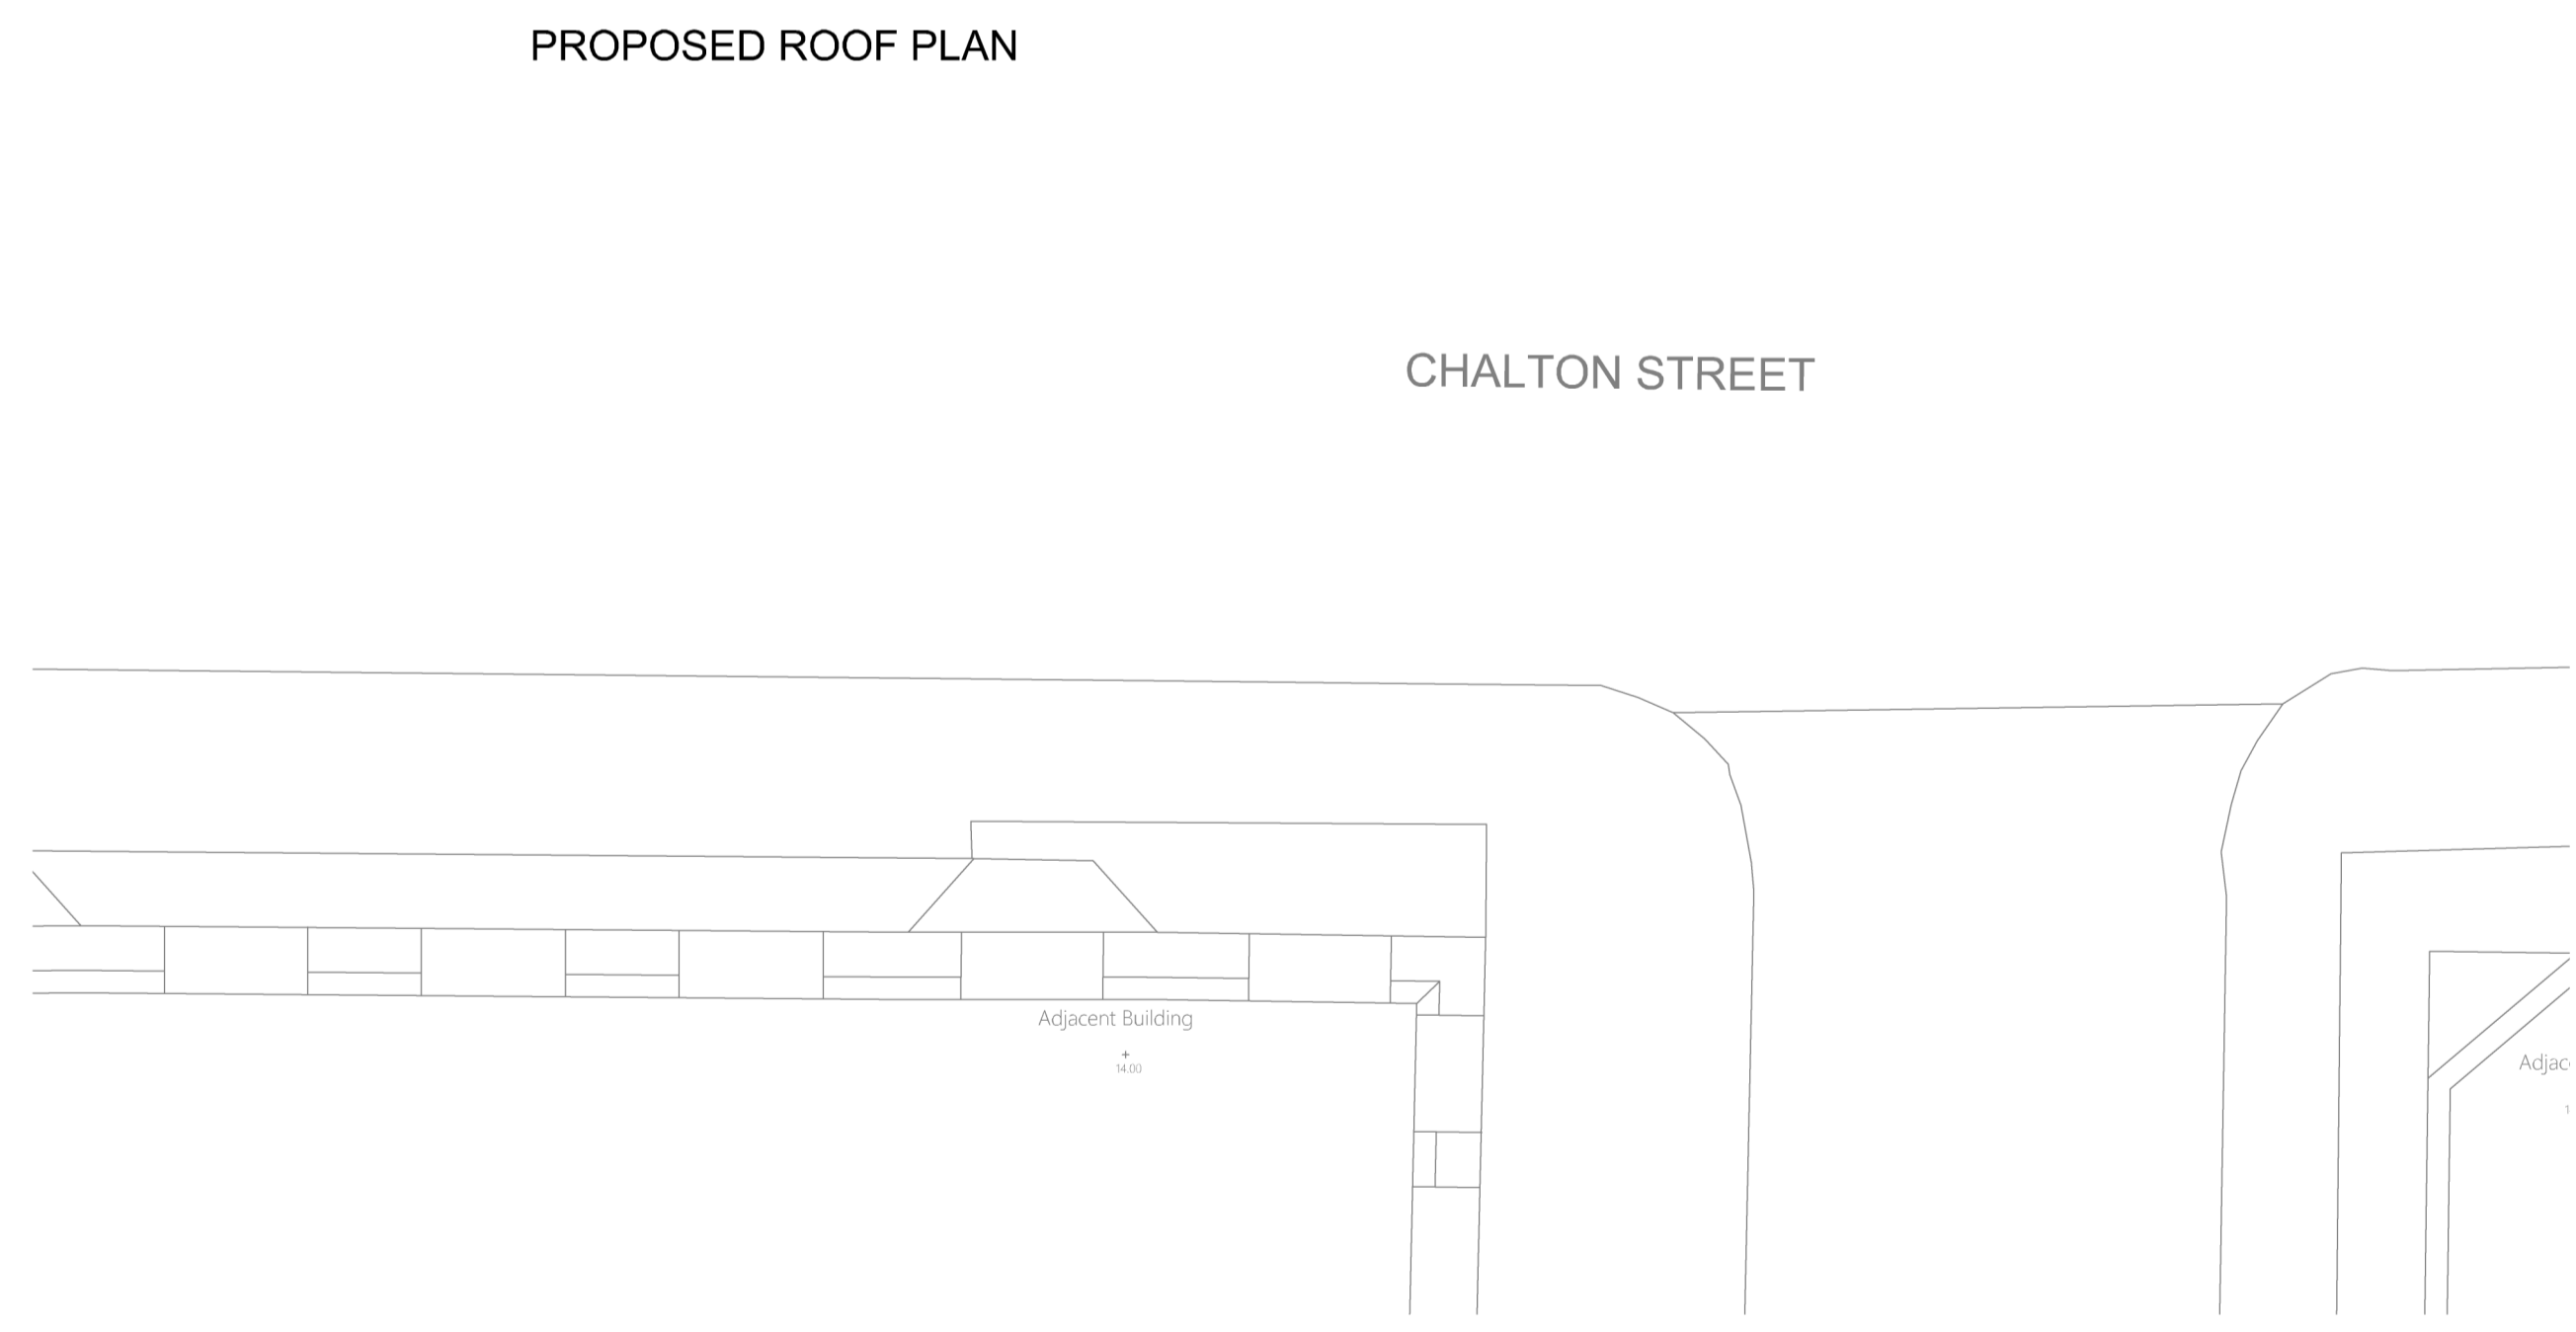 PROPOSED ROOF PLAN
CHALTON STREET
Adjacent Building
+
14.00